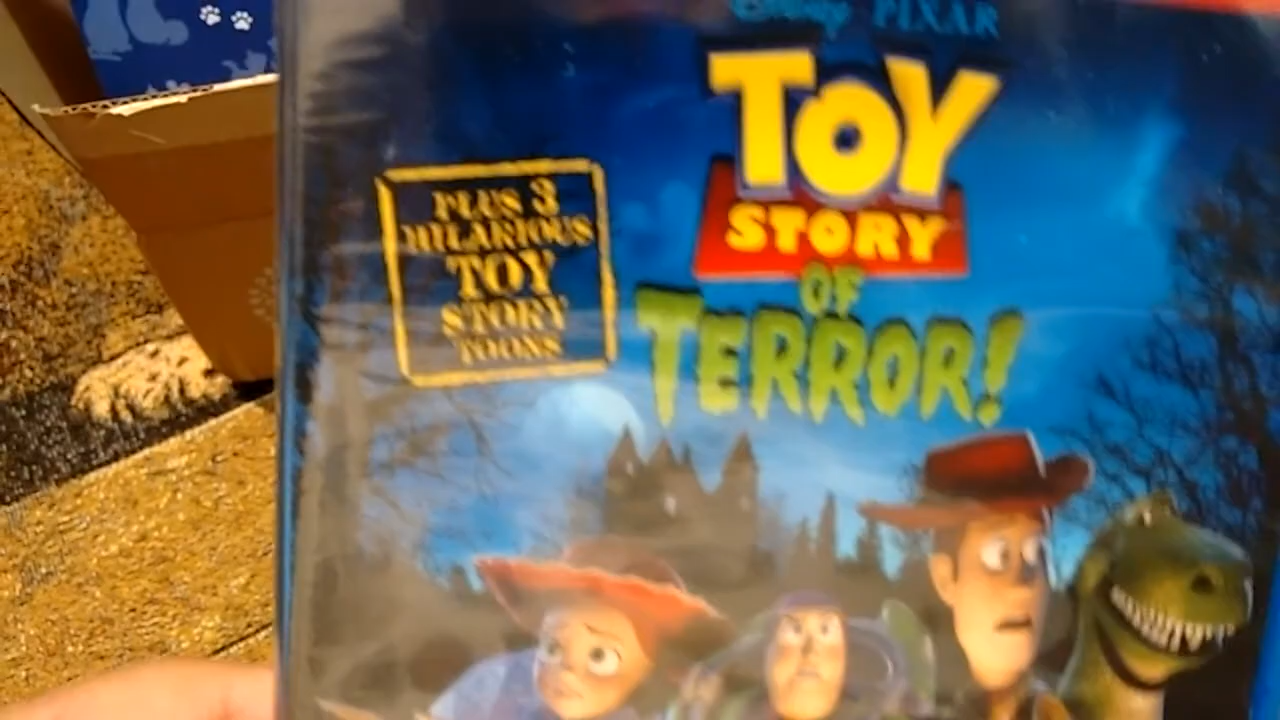 Disney PIXAR
TOY
STORY
OF
TERROR!
PLUS 3
HILARIOUS
TOY
STORY
TOONS